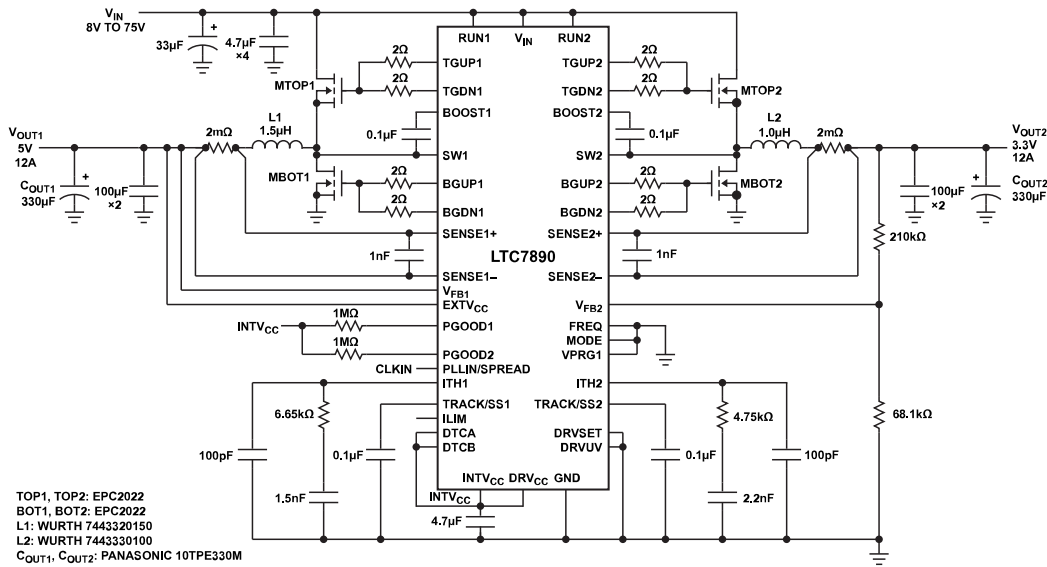 VIN
8V TO 75V
33µF
+
4.7µF
×4
RUN1
VIN
RUN2
2Ω
TGUP1
TGUP2
2Ω
MTOP1
2Ω
TGDN1
TGDN2
2Ω
MTOP2
BOOST1
BOOST2
VOUT1
5V
12A
2mΩ
L1
1.5µH
0.1µF
0.1µF
L2
1.0µH
2mΩ
VOUT2
3.3V
12A
SW1
SW2
COUT1
330µF
+
100µF
×2
MBOT1
2Ω
BGUP1
BGUP2
2Ω
MBOT2
100µF
×2
+
COUT2
330µF
2Ω
BGDN1
BGDN2
2Ω
SENSE1+
SENSE2+
210kΩ
1nF
LTC7890
1nF
SENSE1–
SENSE2–
VFB1
EXTVCC
VFB2
INTVCC
1MΩ
PGOOD1
FREQ
MODE
1MΩ
PGOOD2
VPRG1
CLKIN
PLLIN/SPREAD
ITH1
ITH2
6.65kΩ
TRACK/SS1
TRACK/SS2
4.75kΩ
68.1kΩ
ILIM
DTCA
DRVSET
100pF
0.1µF
DTCB
DRVUV
0.1µF
100pF
INTVCC
DRVCC
GND
1.5nF
INTVCC
2.2nF
4.7µF
TOP1, TOP2: EPC2022
BOT1, BOT2: EPC2022
L1: WURTH 7443320150
L2: WURTH 7443330100
COUT1, COUT2: PANASONIC 10TPE330M